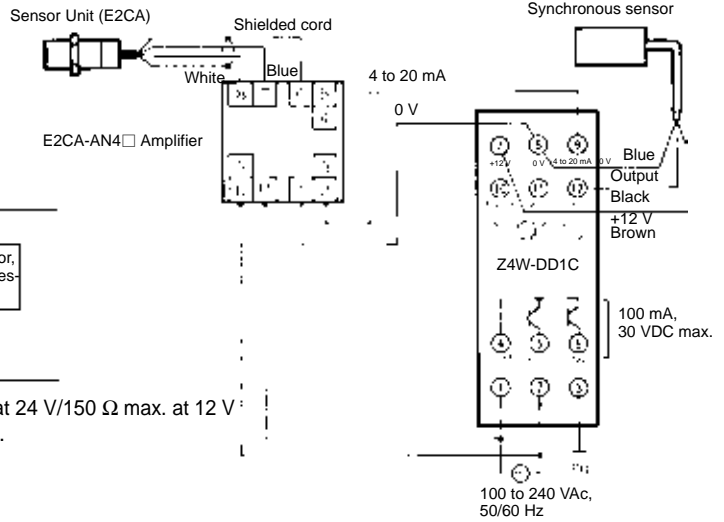 Sensor Unit (E2CA)
Shielded cord
Synchronous sensor
White
Blue
4 to 20 mA
0 V
E2CA-AN4□ Amplifier
+12 V
0 V
4 to 20 mA
0 V
Blue
Output
Black
+12 V
Brown
Z4W-DD1C
or,
es-
100 mA,
30 VDC max.
at 24 V/150 Ω max. at 12 V
.
100 to 240 VAc,
50/60 Hz